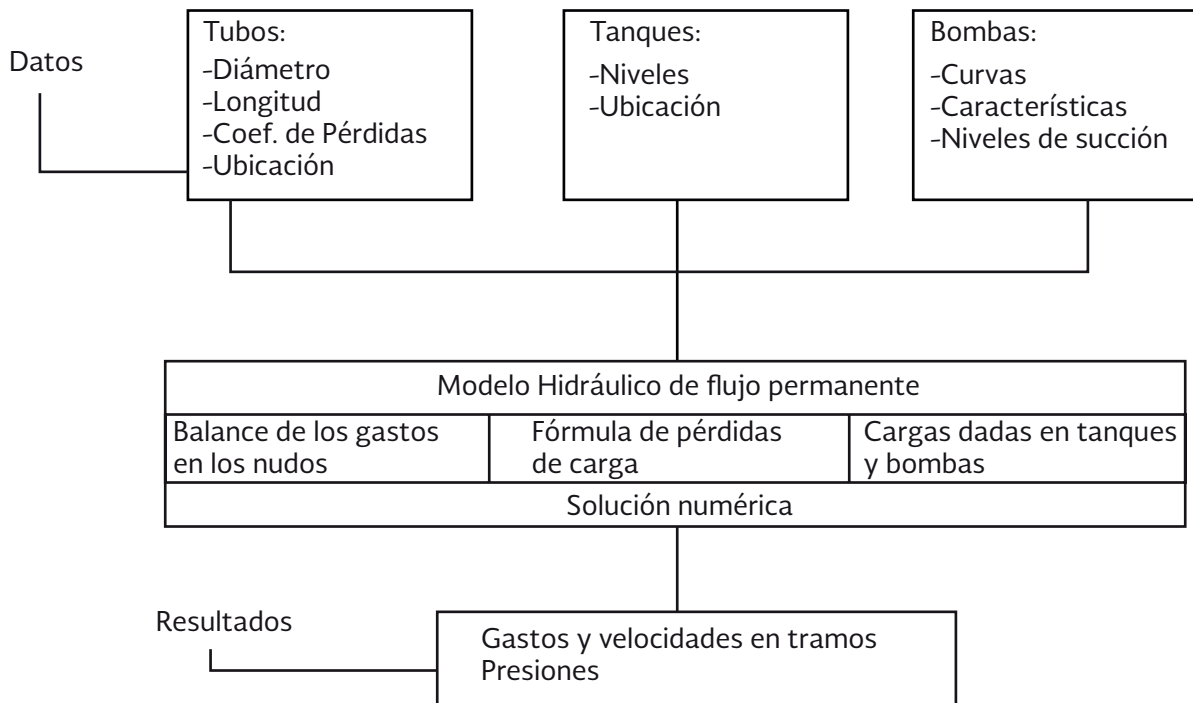 Datos
Tubos:
-Diámetro
-Longitud
-Coef. de Pérdidas
-Ubicación
Tanques:
-Niveles
-Ubicación
Bombas:
-Curvas
-Características
-Niveles de succión
Modelo Hidráulico de flujo permanente
Balance de los gastos
en los nudos
Fórmula de pérdidas
de carga
Cargas dadas en tanques
y bombas
Solución numérica
Resultados
Gastos y velocidades en tramos
Presiones